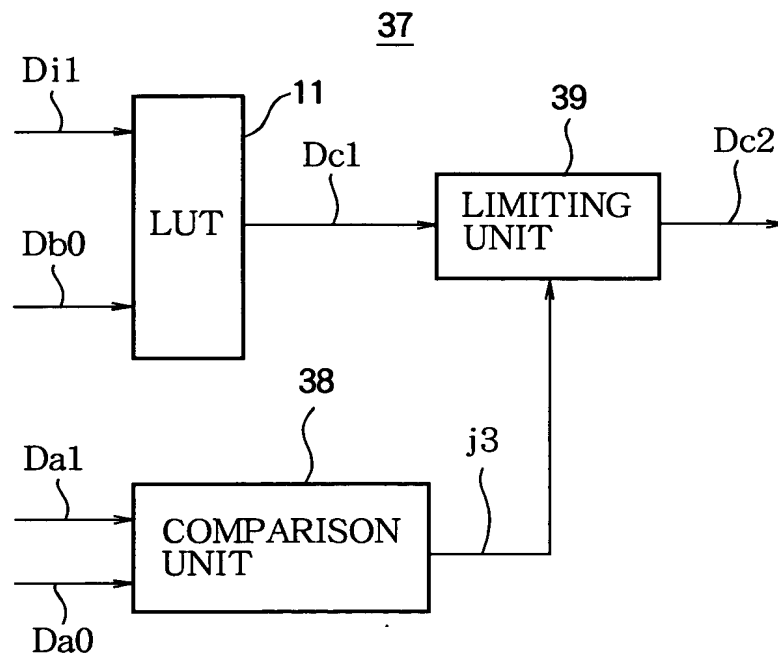 37
Di1
11
39
Dc1
Dc2
LUT
LIMITING
UNIT
Db0
38
j3
Da1
COMPARISON
UNIT
Da0